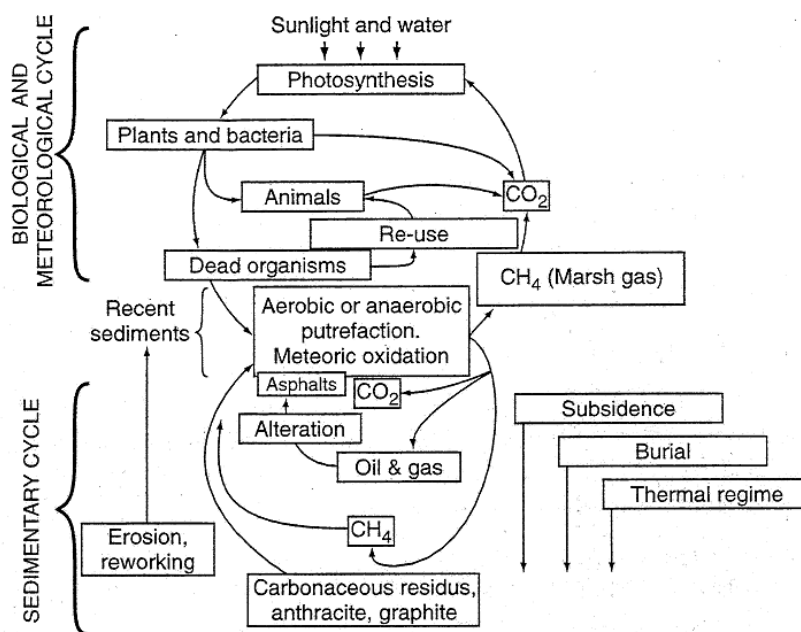 Sunlight and water
Photosynthesis
Plants and bacteria
Animals
CO₂
Re-use
Dead organisms
CH₄ (Marsh gas)
BIOLOGICAL AND
METEOROLOGICAL CYCLE
Recent
sediments
Aerobic or anaerobic
putrefaction.
Meteoric oxidation
Asphalts
CO₂
Alteration
Oil & gas
CH₄
Erosion,
reworking
Carbonaceous residus,
anthracite, graphite
SEDIMENTARY CYCLE
Subsidence
Burial
Thermal regime